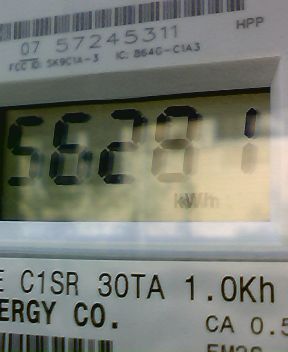 HPP
07 57245311
FCC ID: SK9C1A-3 IC: 864G-C1A3
56281
kWh
E C1SR 30TA 1.0Kh
ERGY CO.
CA 0.5